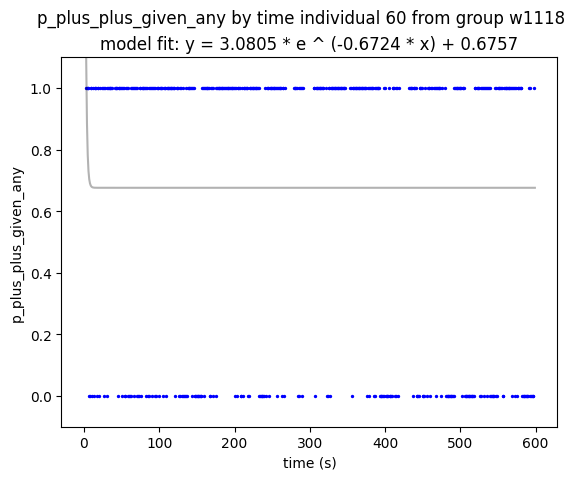 p_plus_plus_given_any by time individual 60 from group w1118
model fit: y = 3.0805 * e ^ (-0.6724 * x) + 0.6757
p_plus_plus_given_any
1.0
0.8
0.6
0.4
0.2
0.0
0 100 200 300 400 500 600
time (s)